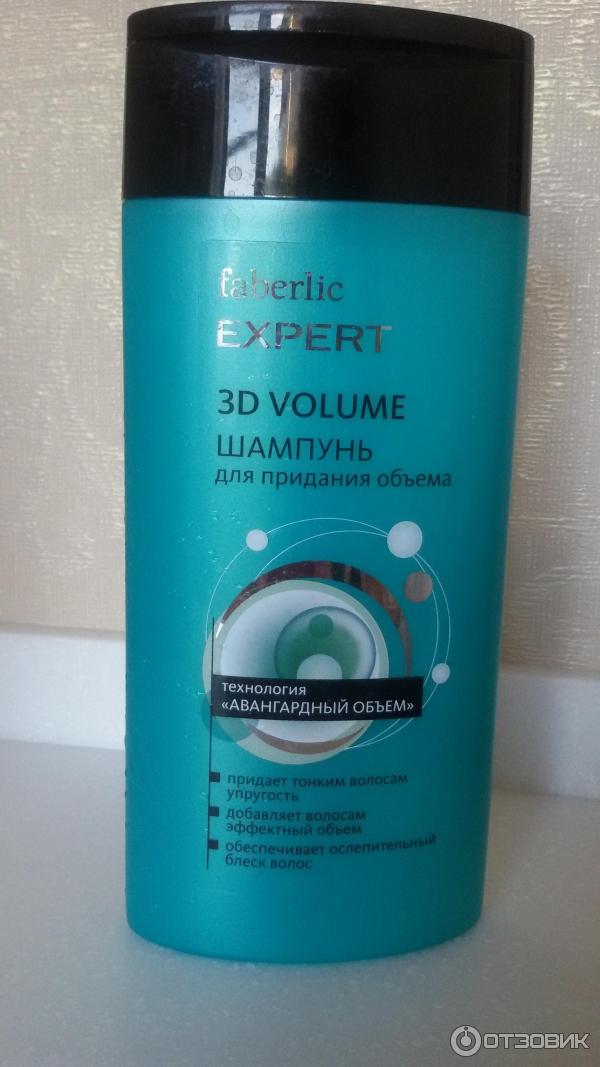 faberlic
EXPERT
3D VOLUME
ШАМПУНЬ
для придания объема
технология
«АВАНГАРДНЫЙ ОБЪЕМ»
придает тонким волосам
упругость
добавляет волосам
эффектный объем
обеспечивает ослепительный
блеск волос
ОТЗОВИК